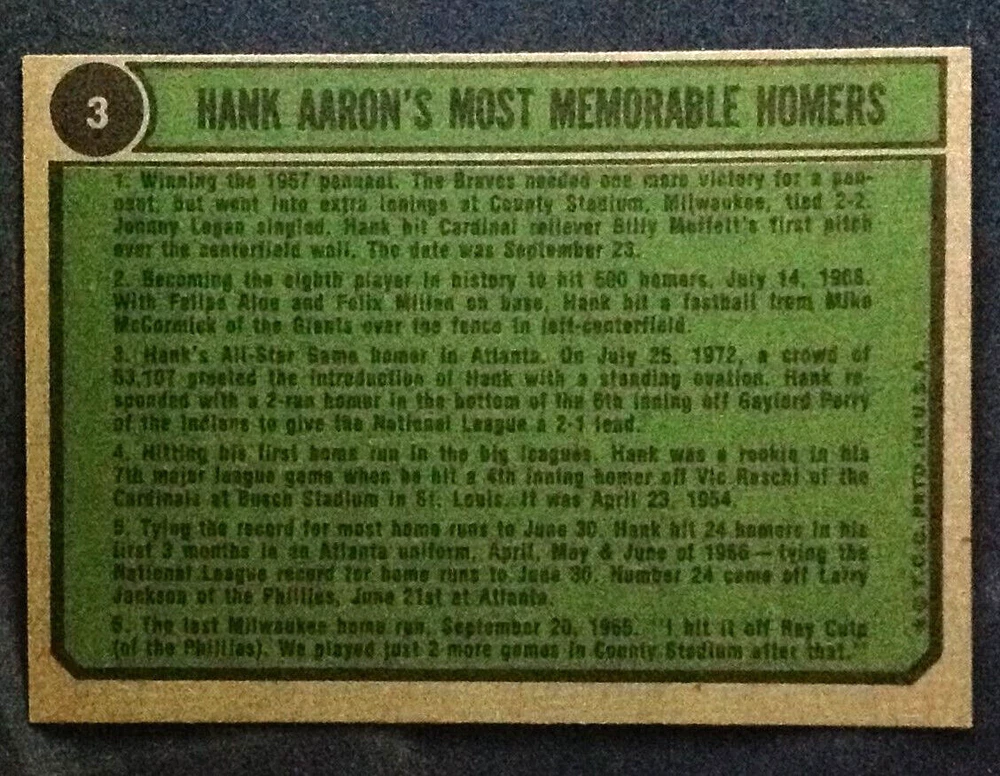 3
HANK AARON'S MOST MEMORABLE HOMERS
1. Winning the 1957 pennant. The Braves needed one more victory for a pen-
nant, but went into extra innings at County Stadium, Milwaukee, tied 2-2.
Johnny Logan singled. Hank hit Cardinal reliever Billy Muffett's first pitch
over the centerfield wall. The date was September 23.
2. Becoming the eighth player in history to hit 500 homers, July 14, 1968.
With Felipe Alou and Felix Millan on base, Hank hit a fastball from Mike
McCormick of the Giants over the fence in left-centerfield.
3. Hank's All-Star Game homer in Atlanta. On July 25, 1972, a crowd of
53,107 greeted the introduction of Hank with a standing ovation. Hank re-
sponded with a 2-run homer in the bottom of the 6th inning off Gaylord Perry
of the Indians to give the National League a 2-1 lead.
4. Hitting his first home run in the big leagues. Hank was a rookie in his
7th major league game when he hit a 4th inning homer off Vic Raschi of the
Cardinals at Busch Stadium in St. Louis. It was April 23, 1954.
5. Tying the record for most home runs to June 30. Hank hit 24 homers in his
first 3 months in an Atlanta uniform, April, May & June of 1966—tying the
National League record for home runs to June 30. Number 24 came off Larry
Jackson of the Phillies, June 21st at Atlanta.
6. The last Milwaukee home run, September 20, 1965. "I hit it off Ray Culp
(of the Phillies). We played just 2 more games in County Stadium after that."
© T.C.G. PRTD. IN U.S.A.